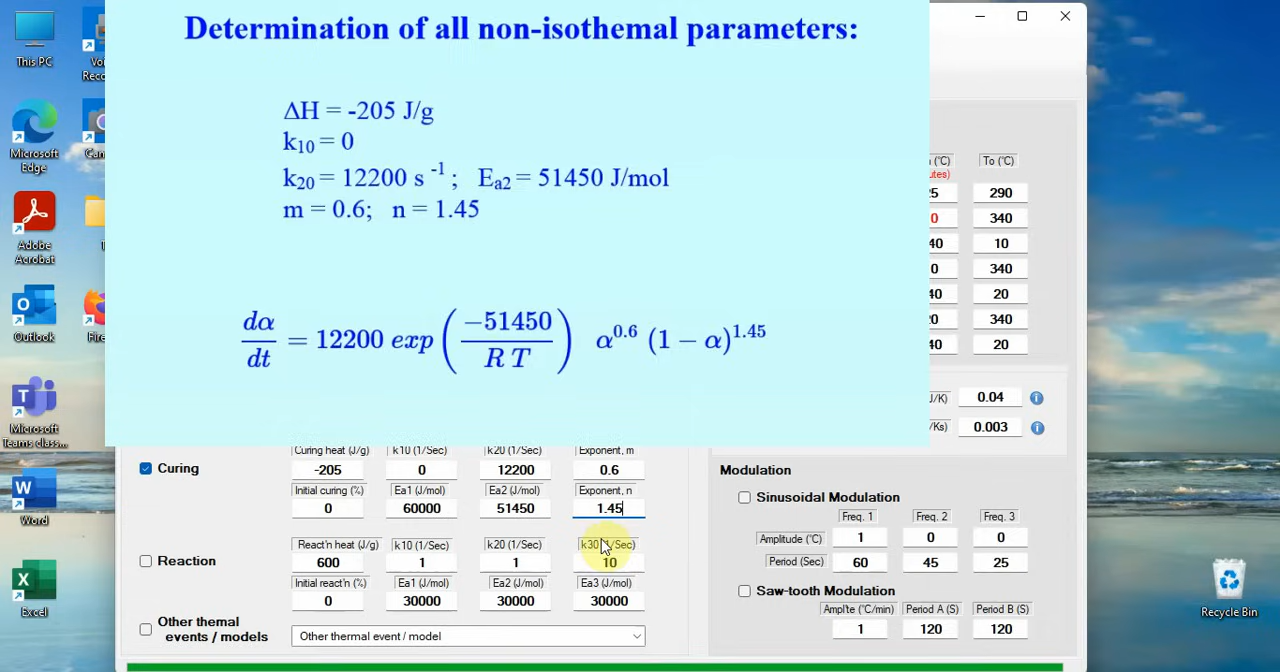 Determination of all non-isothemal parameters:
ΔH = -205 J/g
k10 = 0
k20 = 12200 s -1 ; Ea2 = 51450 J/mol
m = 0.6; n = 1.45
dα/dt = 12200 exp(−51450/R T) α^0.6 (1 − α)^1.45
This PC
Microsoft
Edge
Adobe
Acrobat
Outlook
Microsoft
Teams class...
Word
Excel
Recycle Bin
To (°C)
290
340
10
340
20
340
20
J/K)
0.04
/Ks)
0.003
Curing
Curing heat (J/g) k10 (1/Sec) k20 (1/Sec) Exponent, m
-205 0 12200 0.6
Initial curing (%) Ea1 (J/mol) Ea2 (J/mol) Exponent, n
0 60000 51450 1.45
Reaction
React'n heat (J/g) k10 (1/Sec) k20 (1/Sec) k30 (1/Sec)
600 1 1 10
Initial react'n (%) Ea1 (J/mol) Ea2 (J/mol) Ea3 (J/mol)
0 30000 30000 30000
Other thermal
events / models
Other thermal event / model
Modulation
Sinusoidal Modulation
Freq. 1 Freq. 2 Freq. 3
Amplitude (°C) 1 0 0
Period (Sec) 60 45 25
Saw-tooth Modulation
Ampl'te (°C/min) Period A (S) Period B (S)
1 120 120